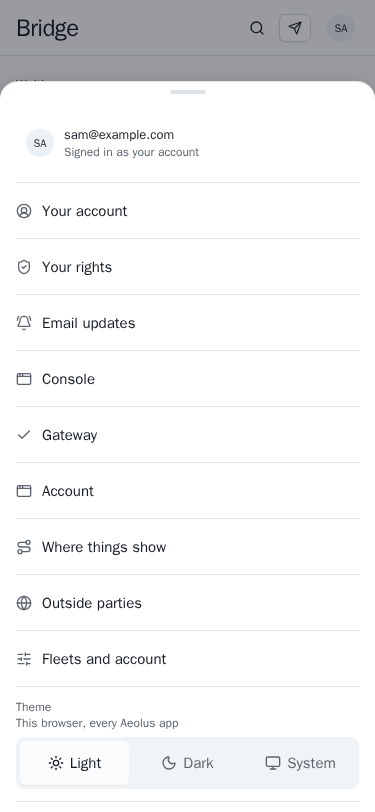 Bridge
SA
SA
sam@example.com
Signed in as your account
Your account
Your rights
Email updates
Console
Gateway
Account
Where things show
Outside parties
Fleets and account
Theme
This browser, every Aeolus app
Light
Dark
System